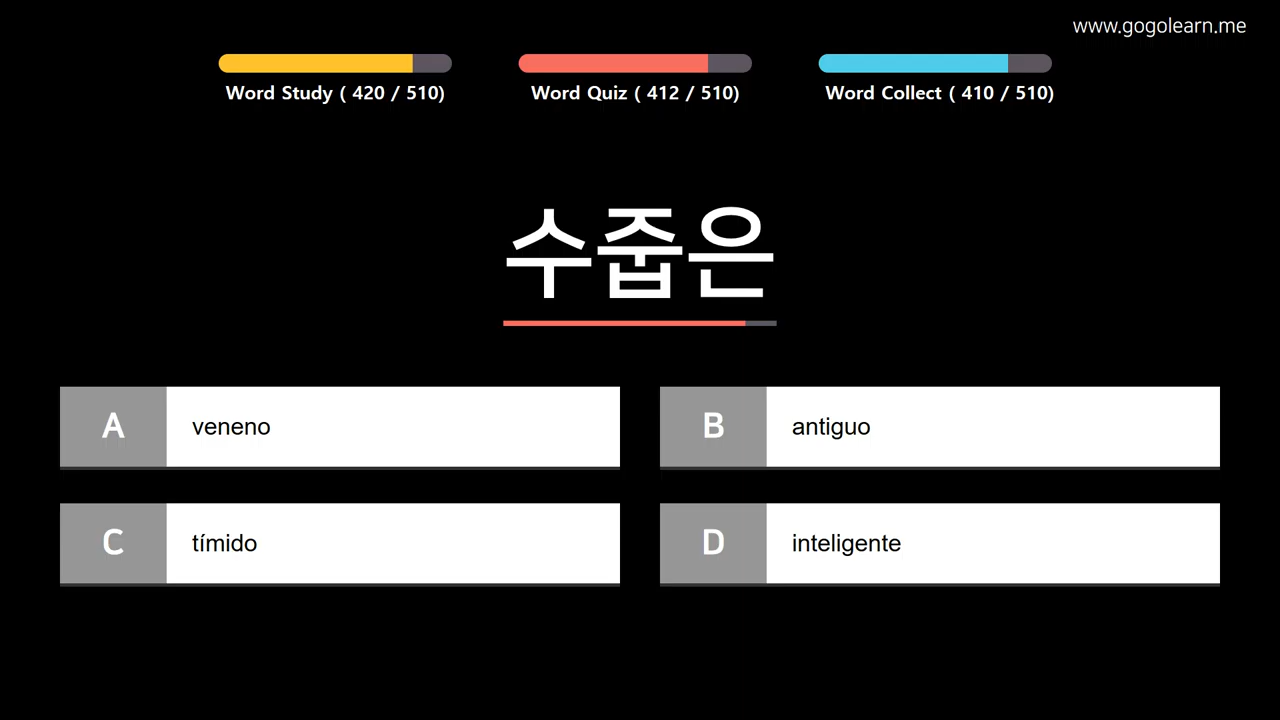 www.gogolearn.me
Word Study ( 420 / 510)
Word Quiz ( 412 / 510)
Word Collect ( 410 / 510)
수줍은
A
veneno
B
antiguo
C
tímido
D
inteligente